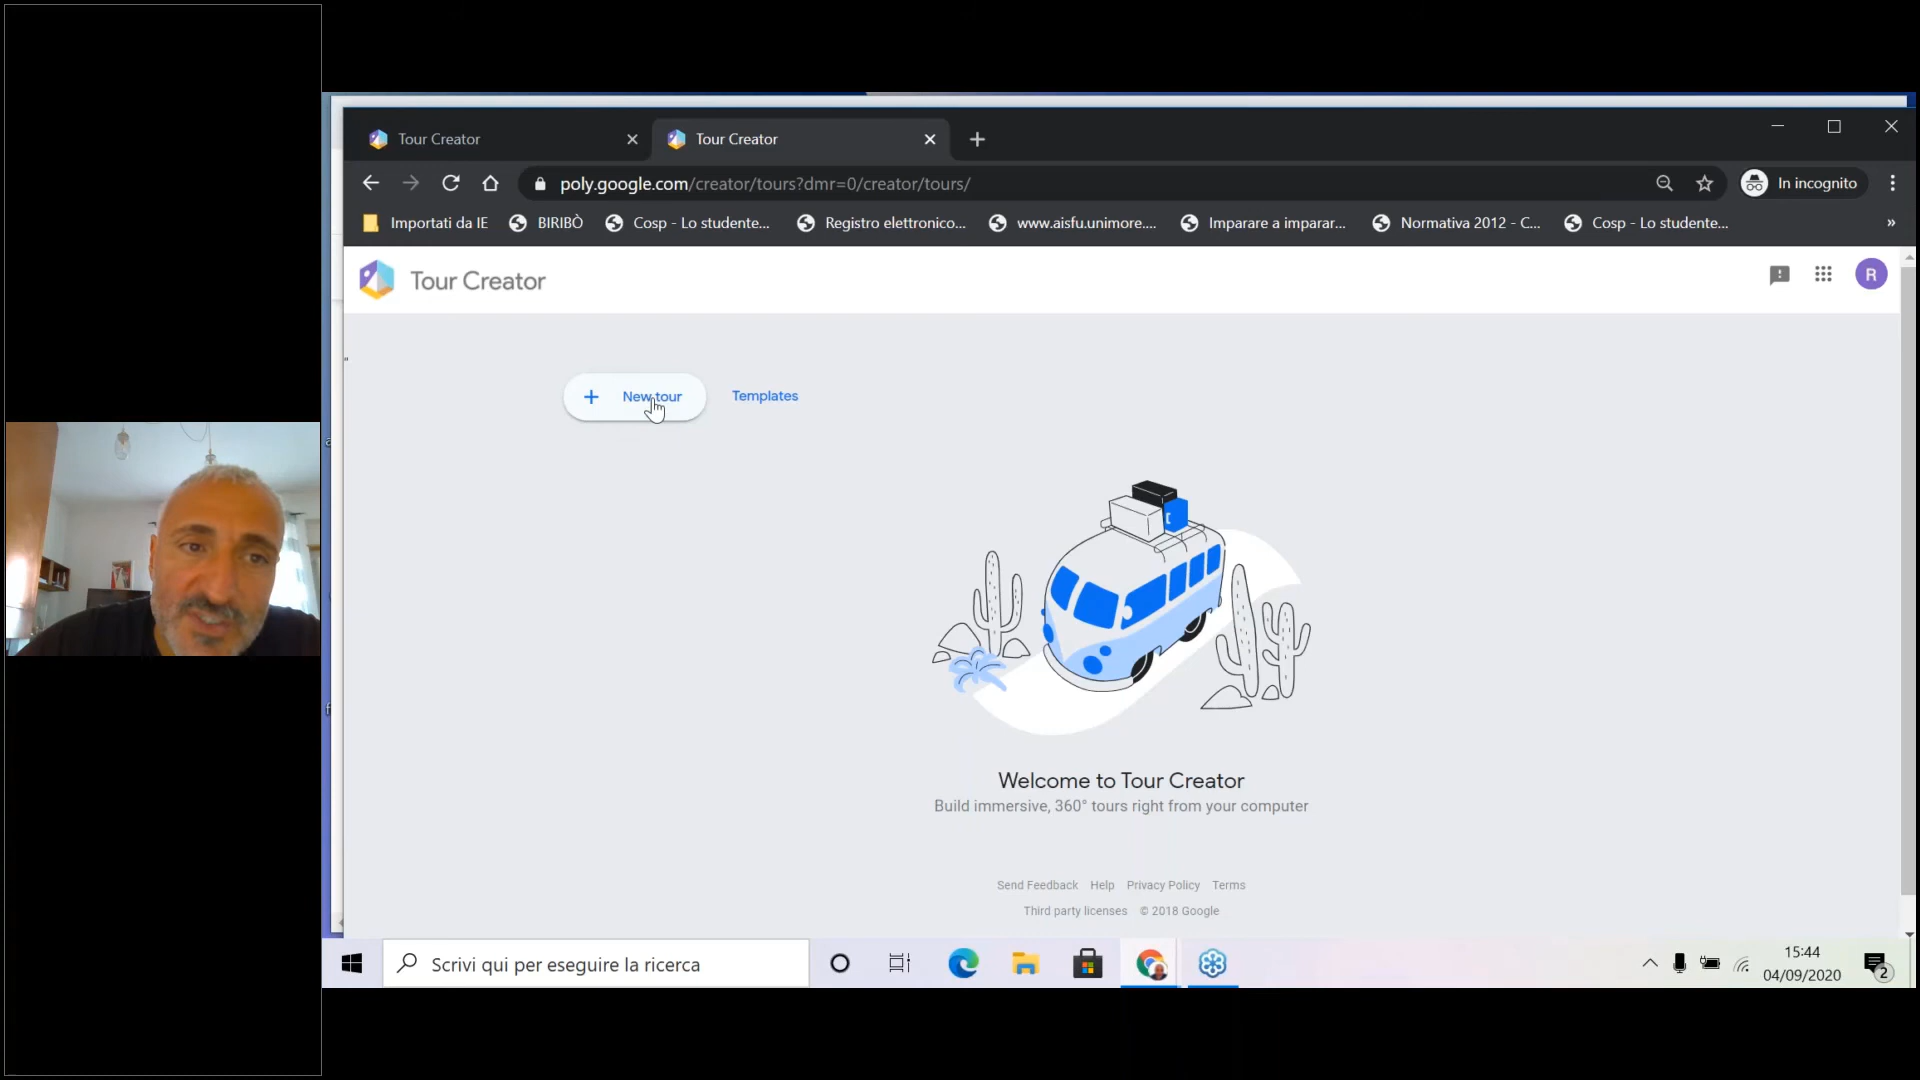 Tour Creator
Tour Creator
poly.google.com/creator/tours?dmr=0/creator/tours/
In incognito
Importati da IE
BIRIBÒ
Cosp - Lo studente...
Registro elettronico...
www.aisfu.unimore....
Imparare a imparar...
Normativa 2012 - C...
Cosp - Lo studente...
»
Tour Creator
R
+ New tour
Templates
Welcome to Tour Creator
Build immersive, 360° tours right from your computer
Send Feedback Help Privacy Policy Terms
Third party licenses © 2018 Google
Scrivi qui per eseguire la ricerca
15:44
04/09/2020
2